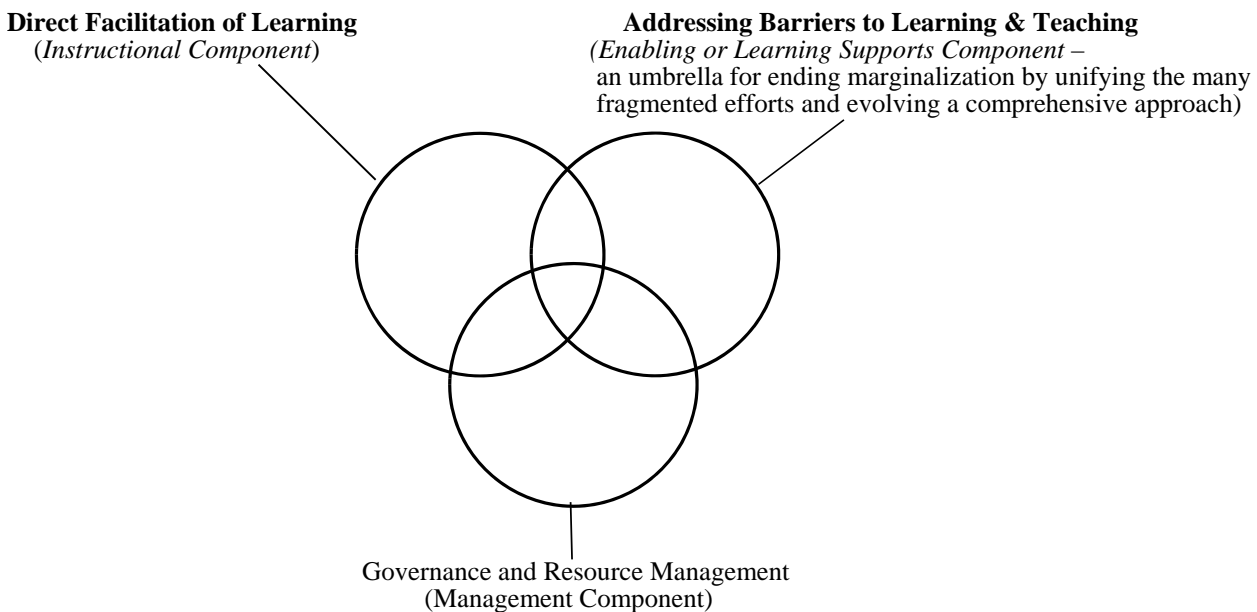 Direct Facilitation of Learning
(Instructional Component)
Addressing Barriers to Learning & Teaching
(Enabling or Learning Supports Component –
an umbrella for ending marginalization by unifying the many
fragmented efforts and evolving a comprehensive approach)
Governance and Resource Management
(Management Component)